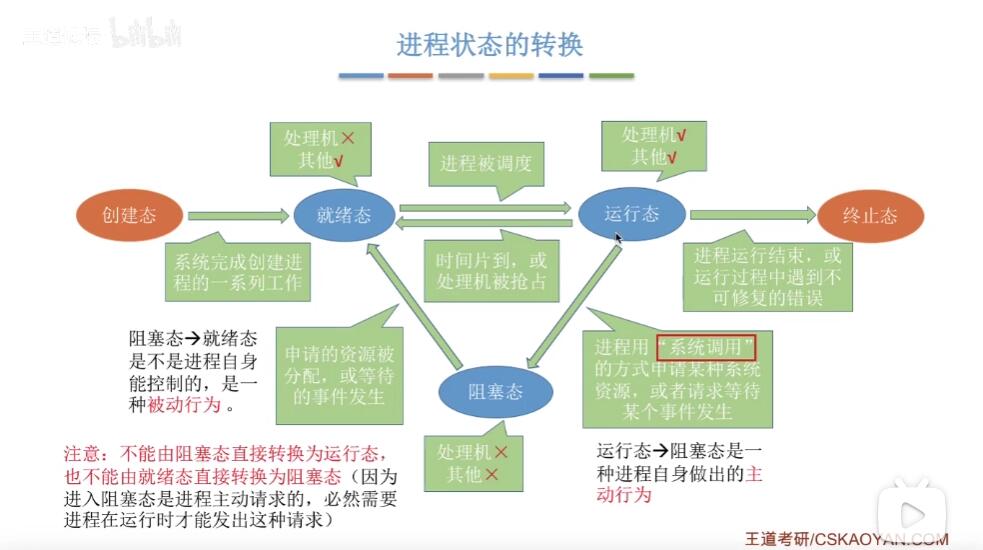 bilibili
进程状态的转换
处理机×
其他√
进程被调度
处理机√
其他√
创建态
就绪态
运行态
终止态
系统完成创建进
程的一系列工作
时间片到，或
处理机被抢占
进程运行结束，或
运行过程中遇到不
可修复的错误
阻塞态→就绪态
是不是进程自身
能控制的，是一
种被动行为 。
申请的资源被
分配，或等待
的事件发生
阻塞态
进程用“系统调用”
的方式申请某种系统
资源，或者请求等待
某个事件发生
处理机×
其他×
运行态→阻塞态是一
种进程自身做出的主
动行为
注意：不能由阻塞态直接转换为运行态，
也不能由就绪态直接转换为阻塞态（因为
进入阻塞态是进程主动请求的，必然需要
进程在运行时才能发出这种请求）
王道考研/CSKAOYAN.COM